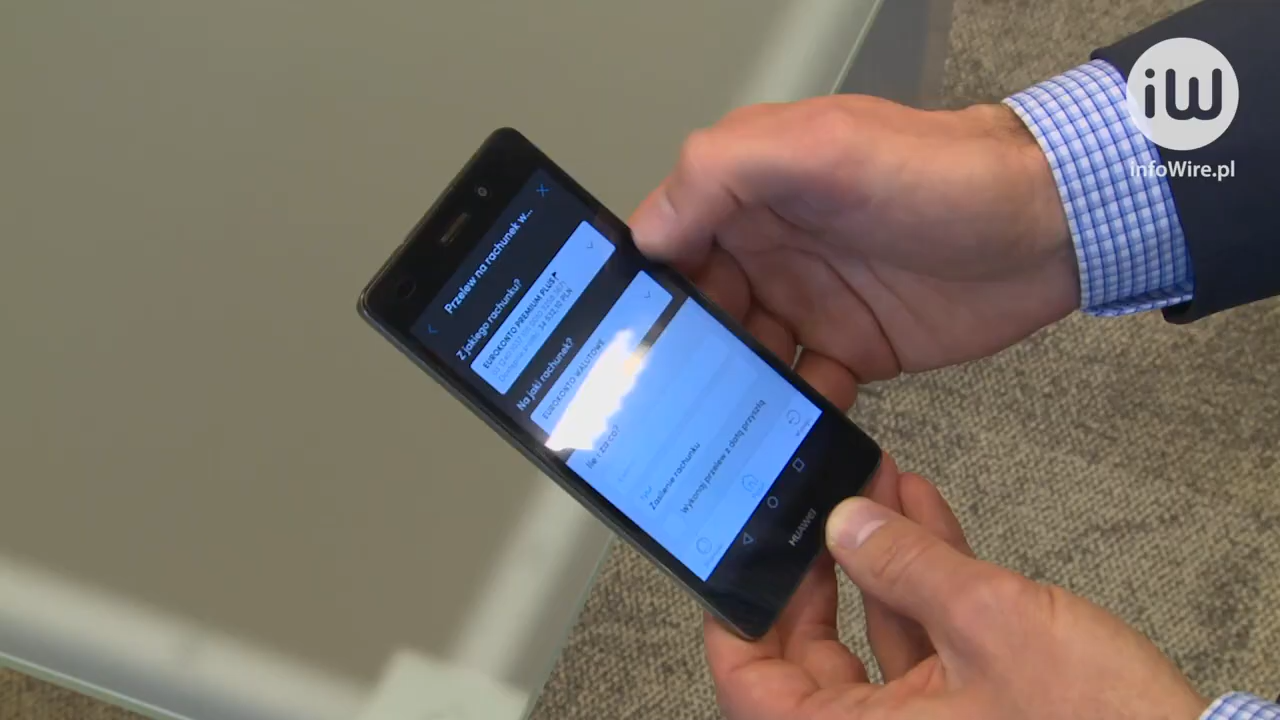 iW
infoWire.pl
Przelew na rachunek w...
Z jakiego rachunku?
EUROKONTO PREMIUM PLUS
PLN
Na jaki rachunek?
EUROKONTO WALUTOWE
Ile i za co?
Zasilenie rachunku
Wykonaj przelew z datą przyszłą
HUAWEI